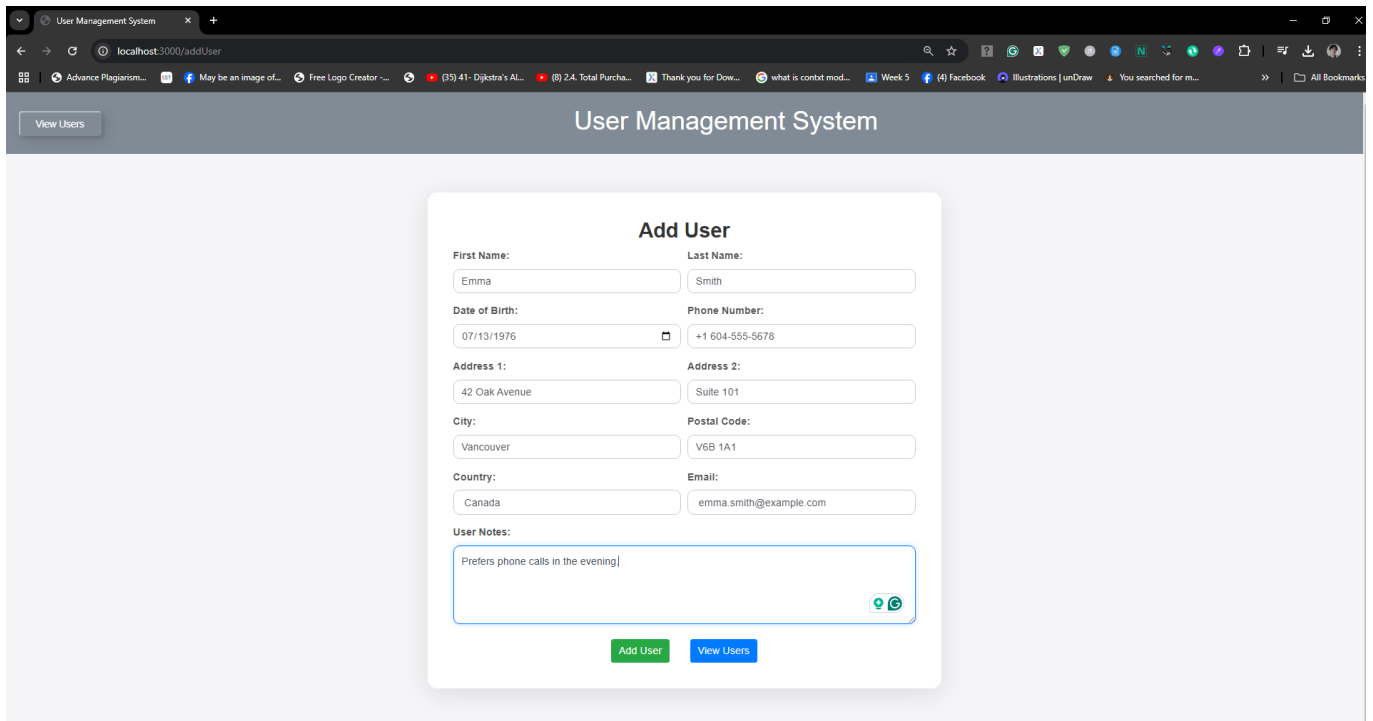 User Management System
localhost:3000/addUser
Advance Plagiarism... SST May be an image of... Free Logo Creator -... (35) 41- Dijkstra's Al... (8) 2.4. Total Purcha... Thank you for Dow... what is contxt mod... Week 5 (4) Facebook Illustrations | unDraw You searched for m... » All Bookmarks
View Users User Management System
Add User
First Name: Last Name:
Emma Smith
Date of Birth: Phone Number:
07/13/1976 +1 604-555-5678
Address 1: Address 2:
42 Oak Avenue Suite 101
City: Postal Code:
Vancouver V6B 1A1
Country: Email:
Canada emma.smith@example.com
User Notes:
Prefers phone calls in the evening.
Add User View Users